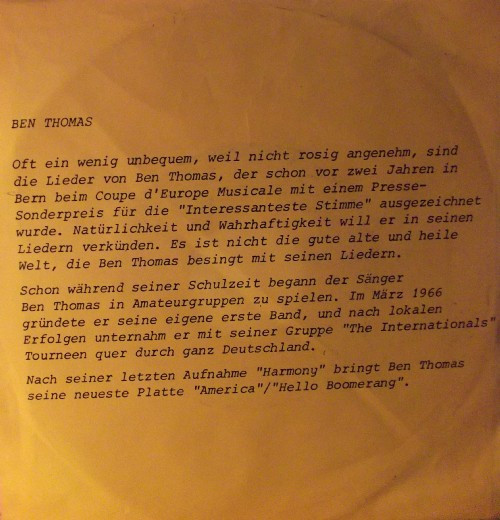 BEN THOMAS
Oft ein wenig unbequem, weil nicht rosig angenehm, sind
die Lieder von Ben Thomas, der schon vor zwei Jahren in
Bern beim Coupe d'Europe Musicale mit einem Presse-
Sonderpreis für die "Interessanteste Stimme" ausgezeichnet
wurde. Natürlichkeit und Wahrhaftigkeit will er in seinen
Liedern verkünden. Es ist nicht die gute alte und heile
Welt, die Ben Thomas besingt mit seinen Liedern.
Schon während seiner Schulzeit begann der Sänger
Ben Thomas in Amateurgruppen zu spielen. Im März 1966
gründete er seine eigene erste Band, und nach lokalen
Erfolgen unternahm er mit seiner Gruppe "The Internationals"
Tourneen quer durch ganz Deutschland.
Nach seiner letzten Aufnahme "Harmony" bringt Ben Thomas
seine neueste Platte "America"/"Hello Boomerang".